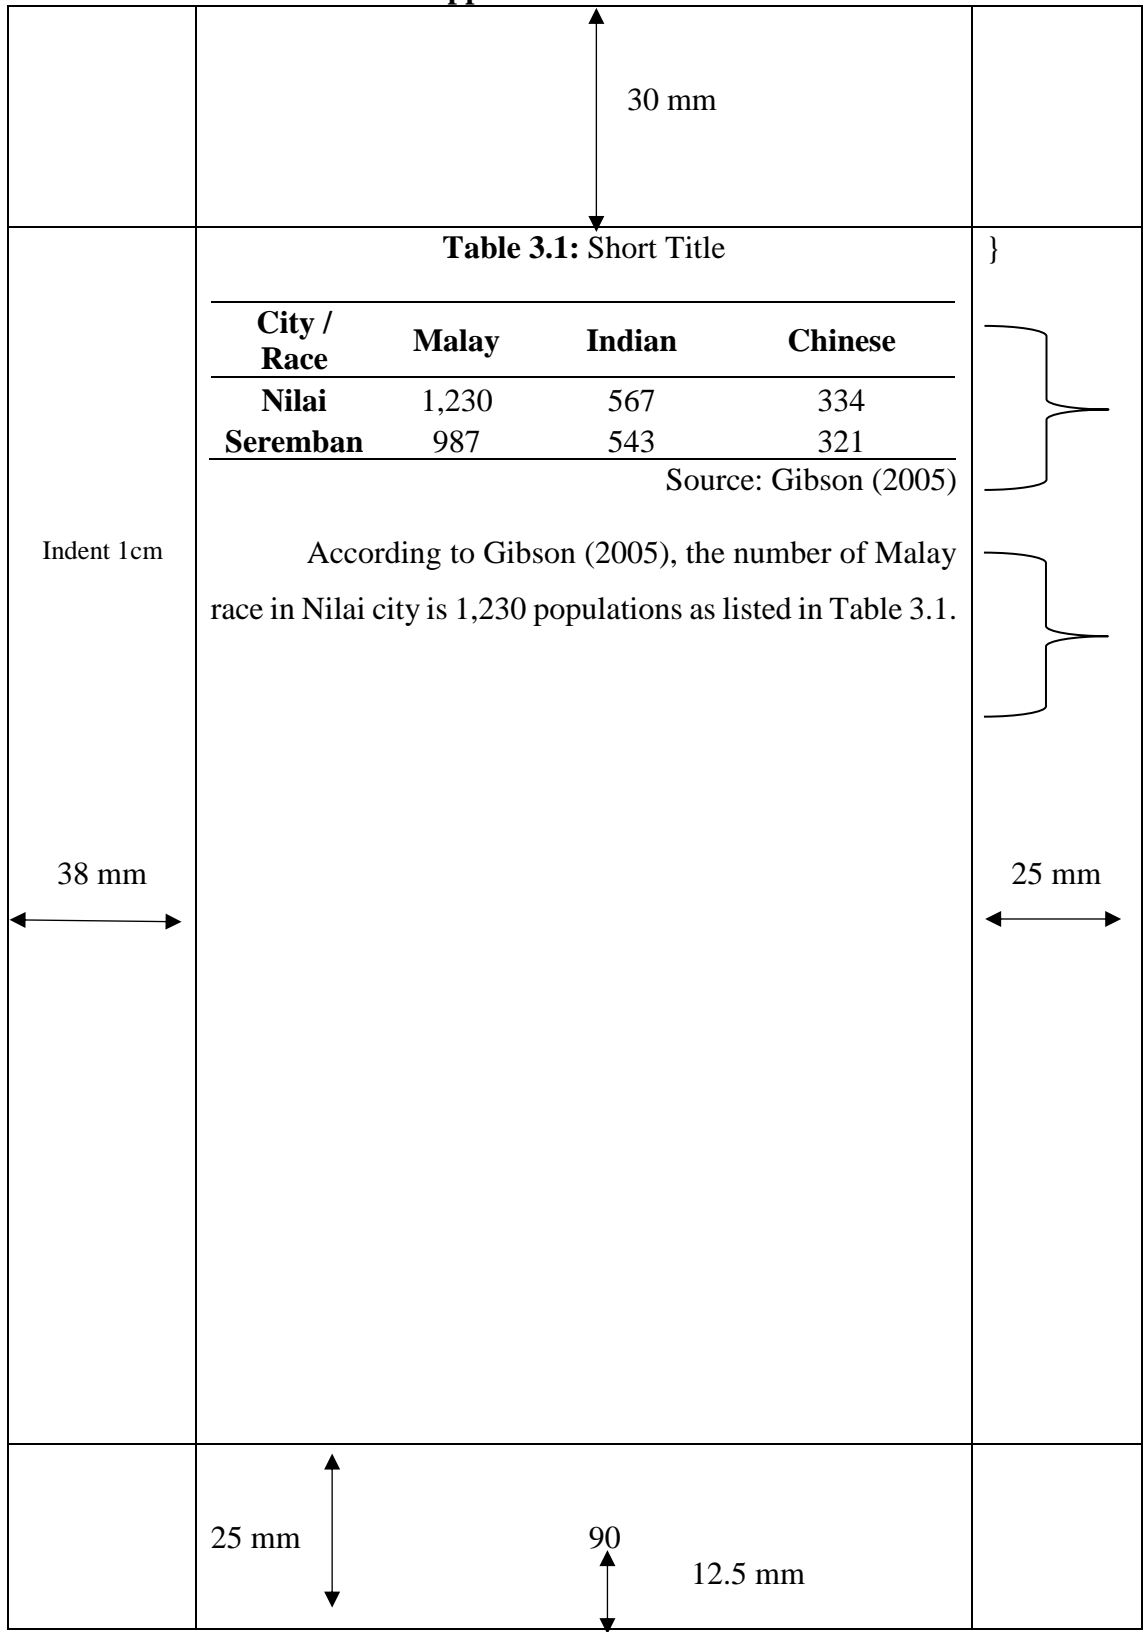 30 mm
Table 3.1: Short Title
}
City / Race Malay Indian Chinese
Nilai 1,230 567 334
Seremban 987 543 321
Source: Gibson (2005)
Indent 1cm
According to Gibson (2005), the number of Malay
race in Nilai city is 1,230 populations as listed in Table 3.1.
38 mm
25 mm
25 mm
90
12.5 mm